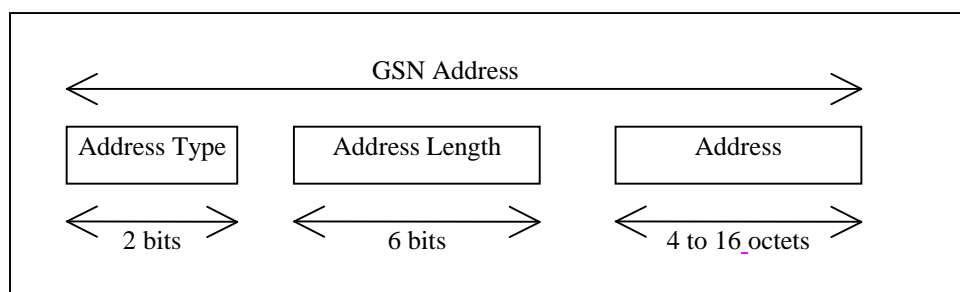 GSN Address
Address Type Address Length Address
2 bits 6 bits 4 to 16 octets